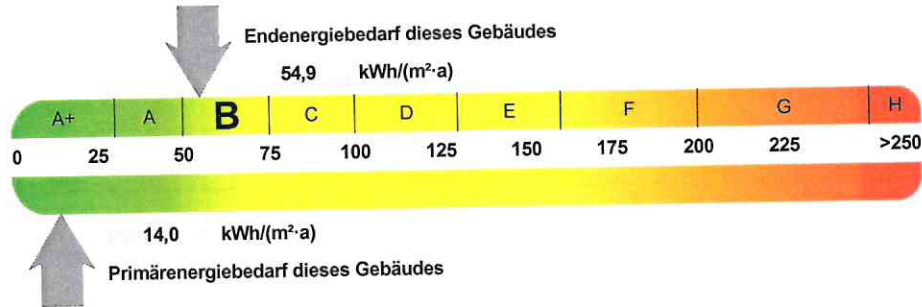 Endenergiebedarf dieses Gebäudes
54,9 kWh/(m²·a)
A+ A B C D E F G H
0 25 50 75 100 125 150 175 200 225 >250
14,0 kWh/(m²·a)
Primärenergiebedarf dieses Gebäudes